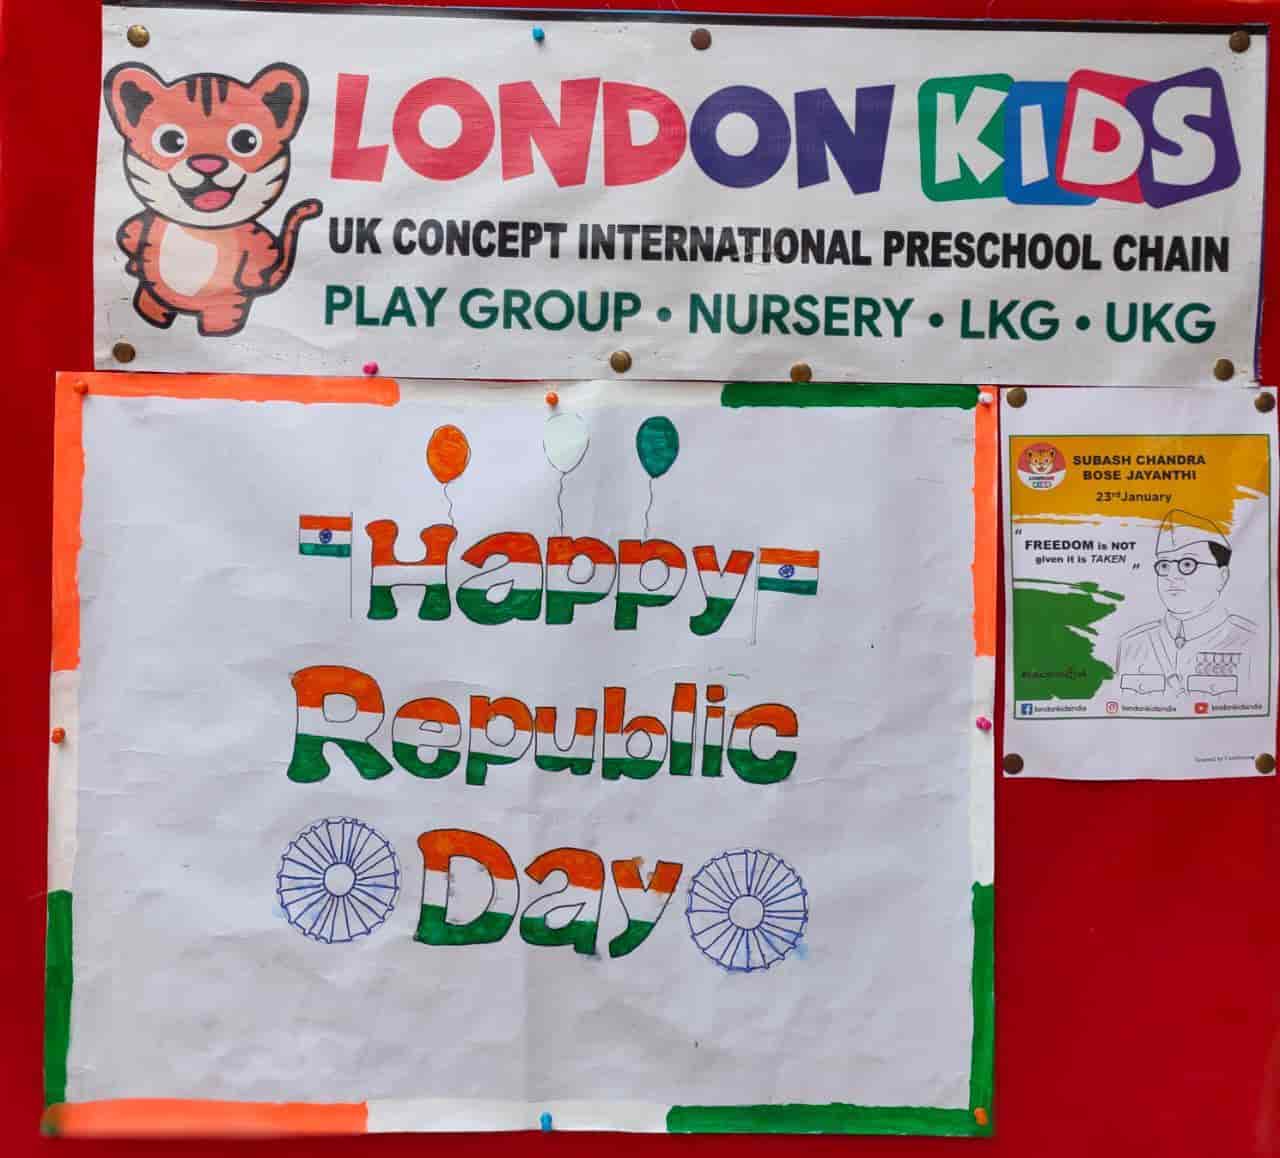 LONDON KIDS
UK CONCEPT INTERNATIONAL PRESCHOOL CHAIN
PLAY GROUP • NURSERY • LKG • UKG
Happy
Republic
Day
SUBASH CHANDRA
BOSE JAYANTHI
23rd January
"FREEDOM is NOT
given it is TAKEN"
londonkidsindia londonkidsindia londonkidsindia